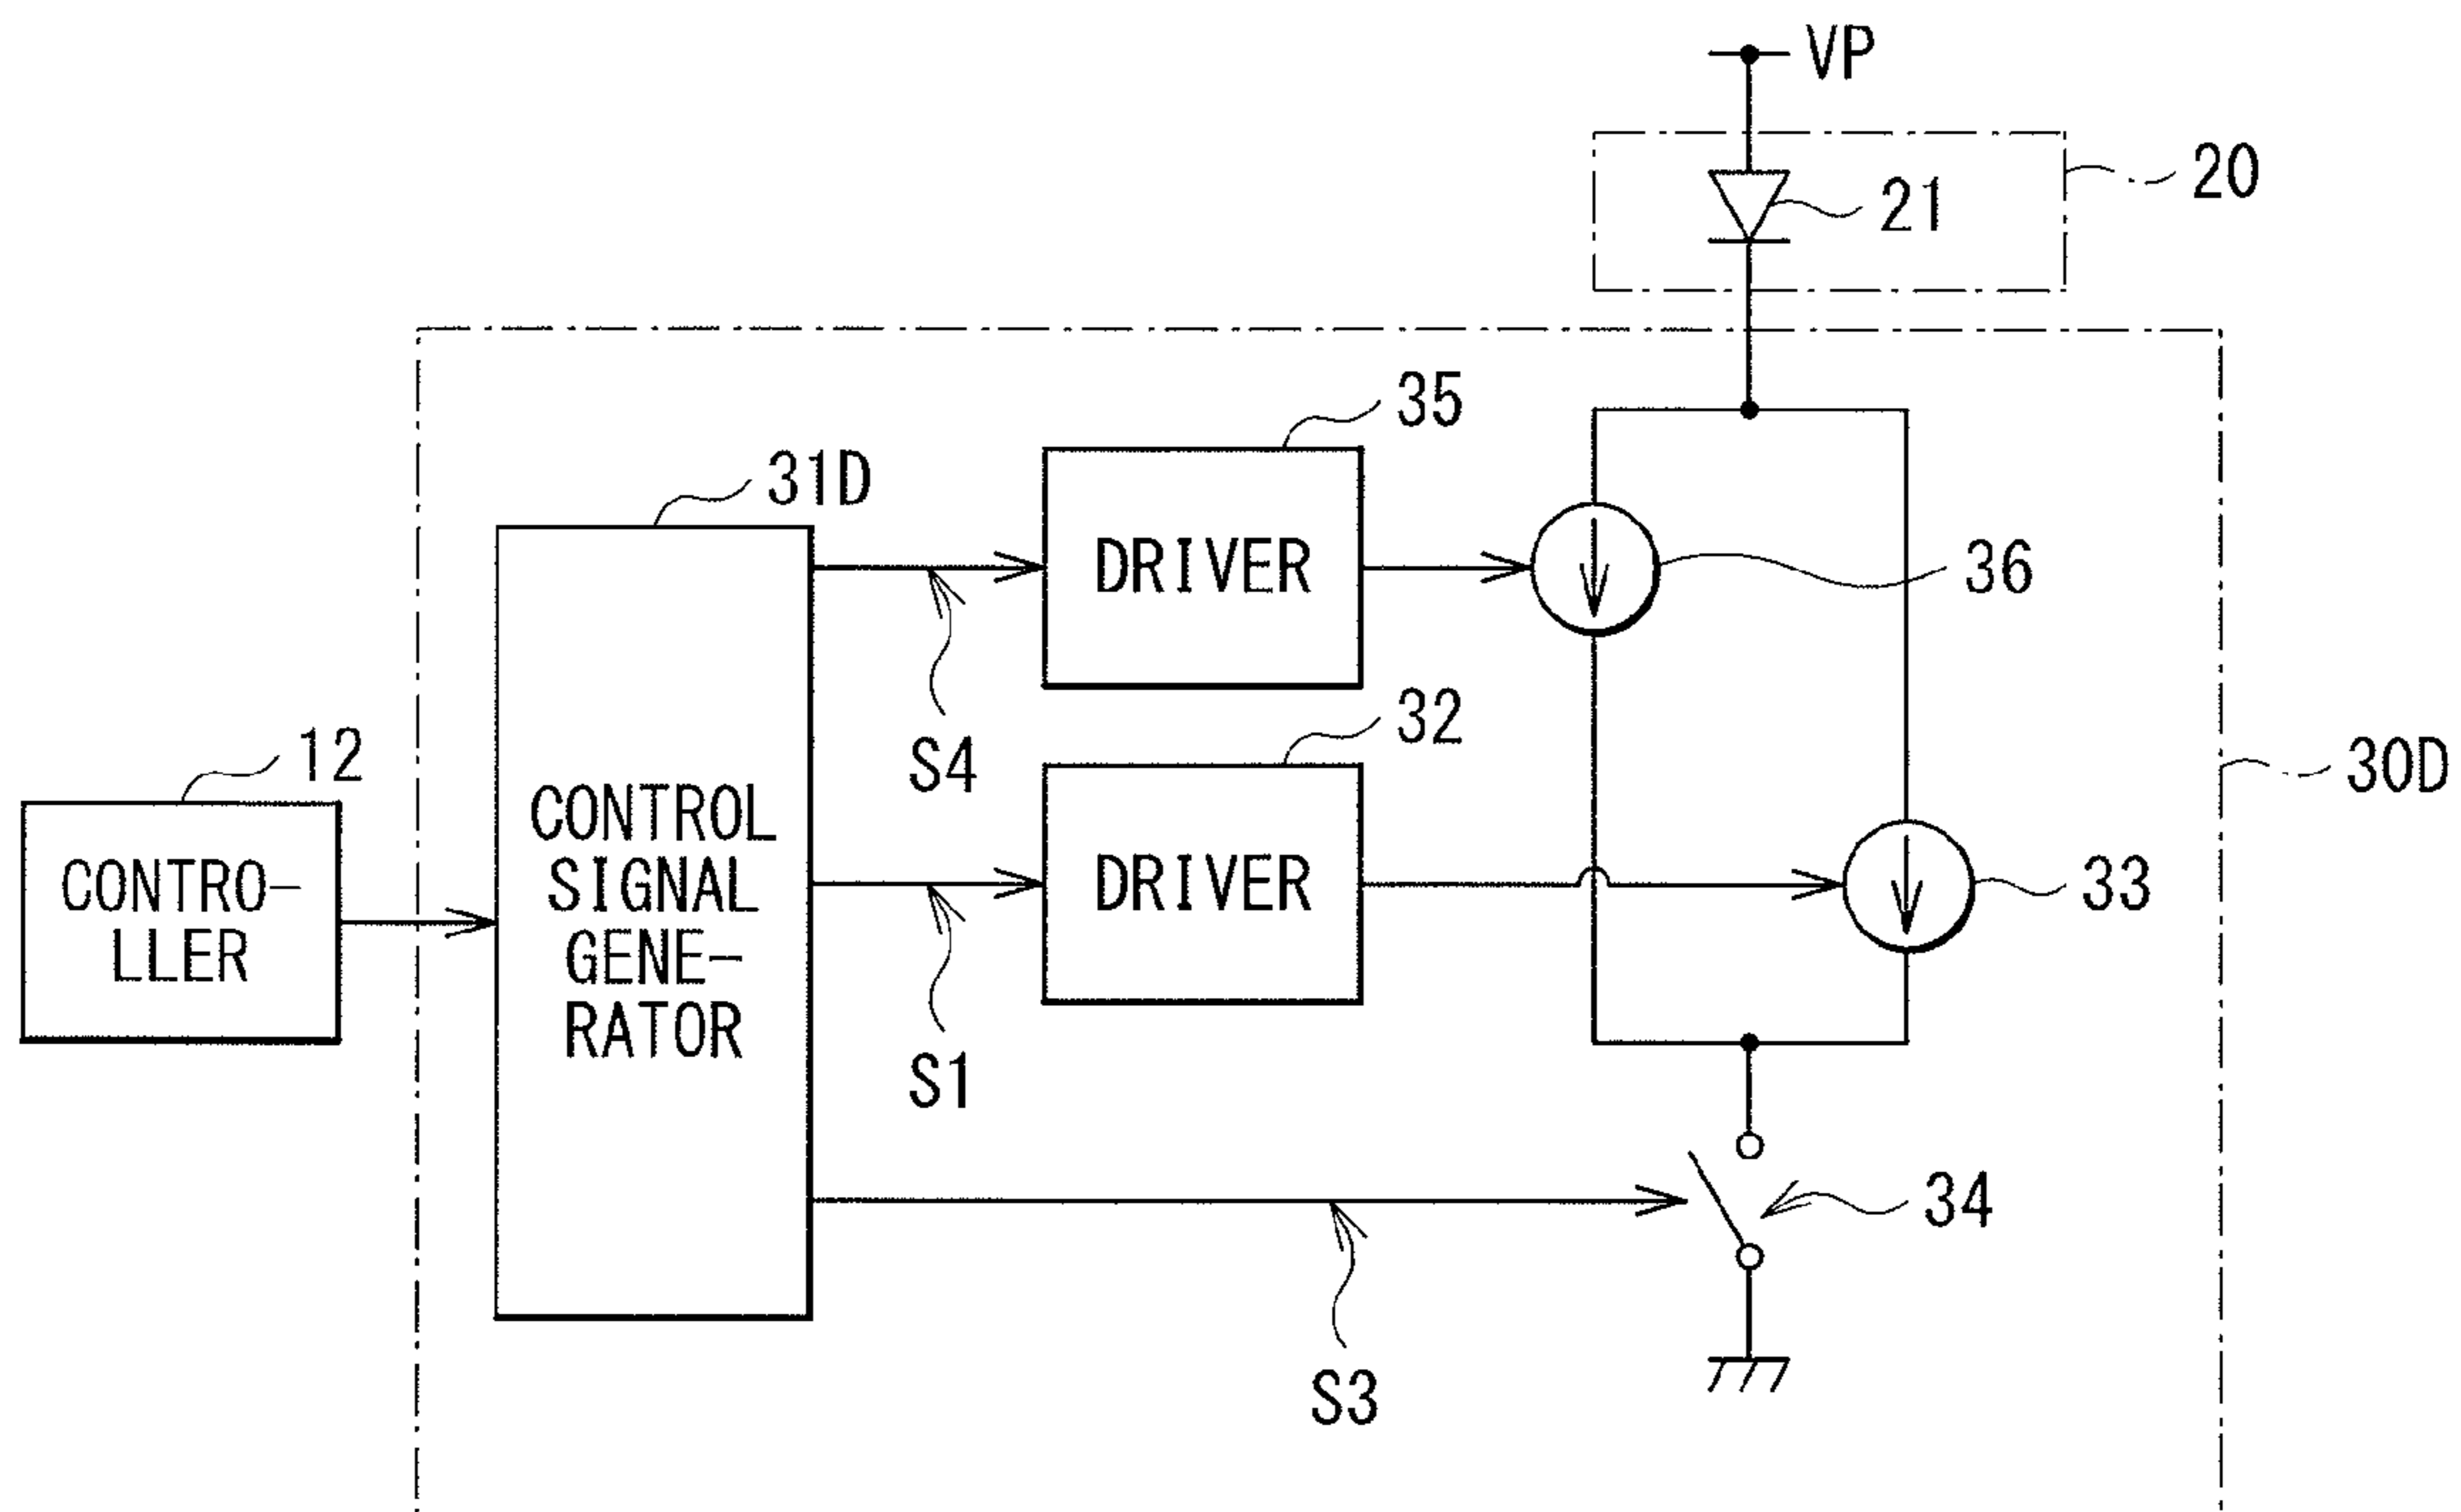 VP
20
21
35
31D
DRIVER
36
S4
32
12
30D
CONTROL
SIGNAL
GENE-
RATOR
CONTRO-
LLER
DRIVER
33
S1
34
S3